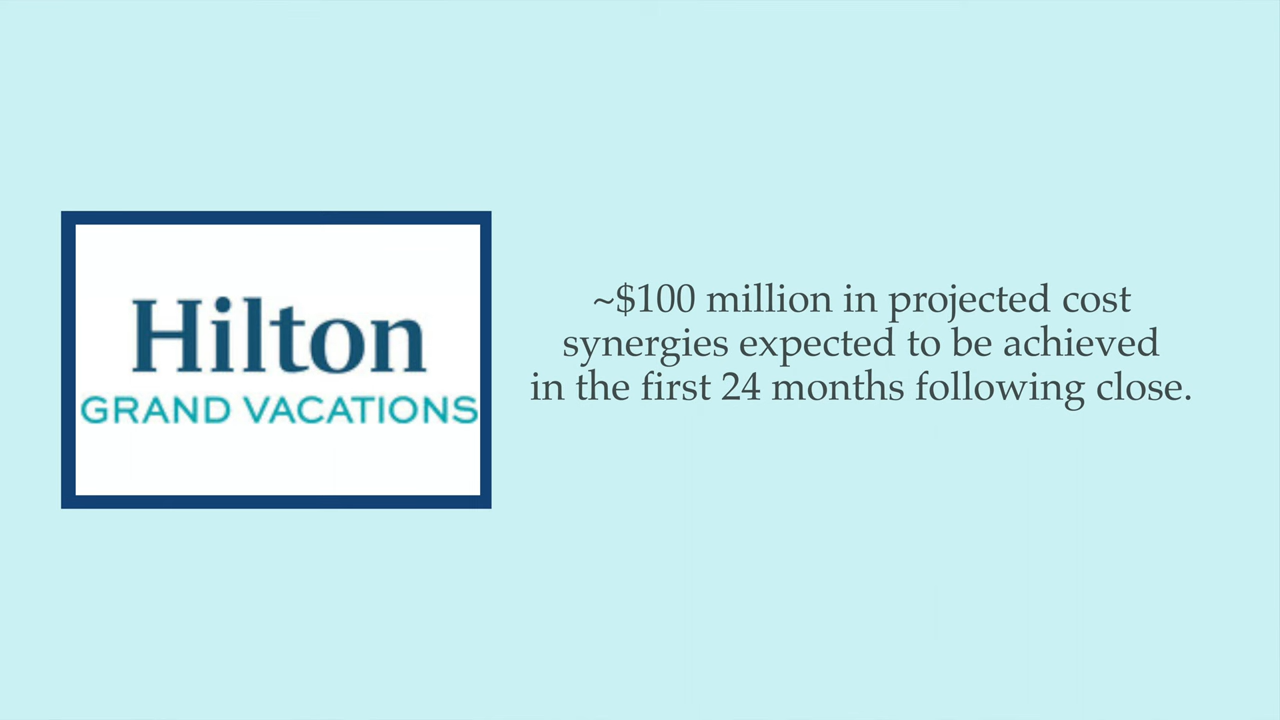 Hilton
GRAND VACATIONS
~$100 million in projected cost
synergies expected to be achieved
in the first 24 months following close.